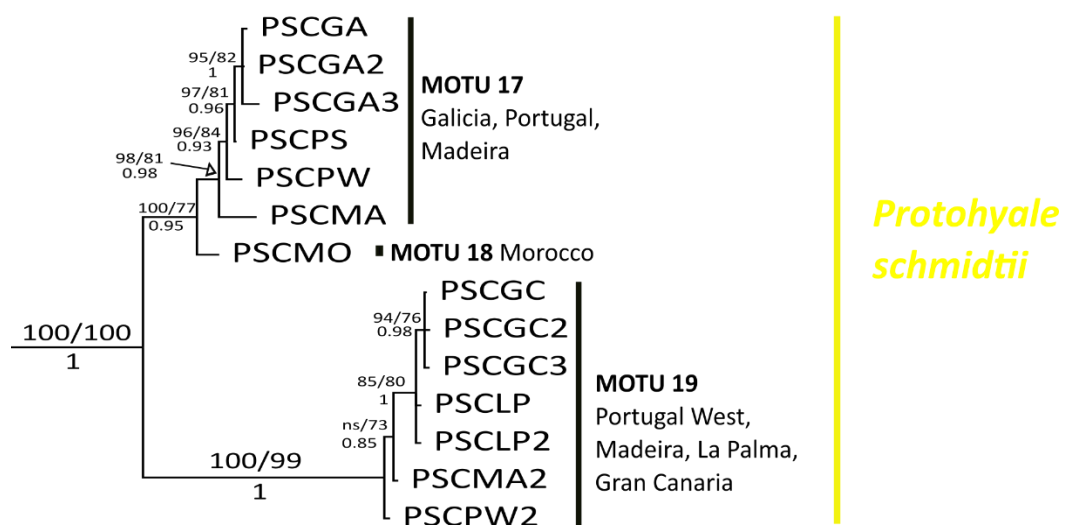 PSCGA
95/82
1
PSCGA2
MOTU 17
97/81
0.96
PSCGA3
Galicia, Portugal,
Madeira
96/84
0.93
PSCPS
98/81
0.98
PSCPW
100/77
0.95
PSCMA
PSCMO
MOTU 18 Morocco
Protohyale
schmidtii
PSCGC
94/76
0.98
PSCGC2
100/100
1
PSCGC3
85/80
1
PSCLP
MOTU 19
Portugal West,
Madeira, La Palma,
Gran Canaria
ns/73
0.85
PSCLP2
100/99
1
PSCMA2
PSCPW2